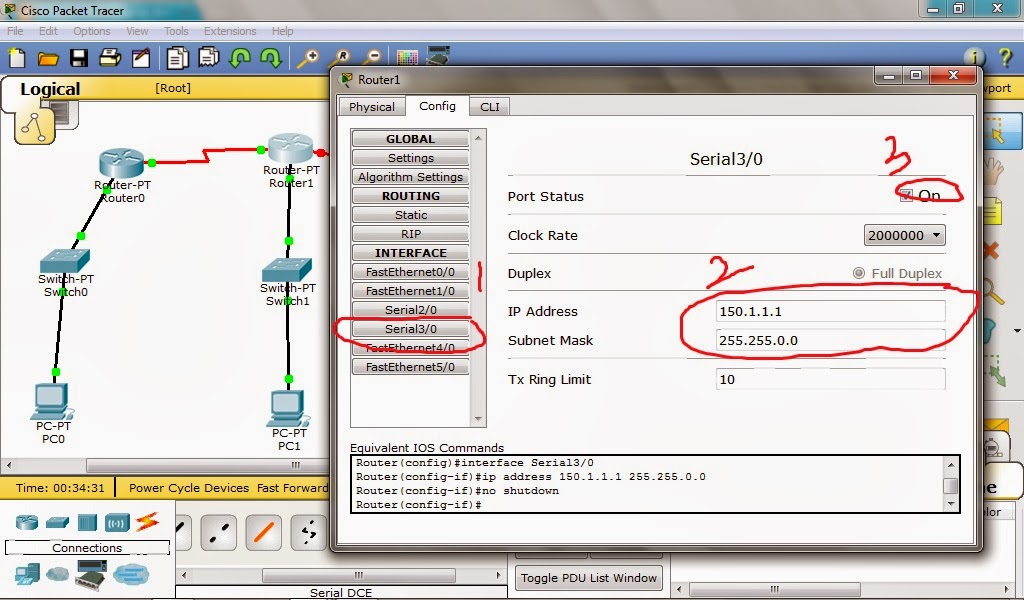 Cisco Packet Tracer
File Edit Options View Tools Extensions Help
Logical
[Root]
Router1
Physical Config CLI
GLOBAL
Settings
Algorithm Settings
ROUTING
Static
RIP
INTERFACE
FastEthernet0/0
FastEthernet1/0
Serial2/0
Serial3/0
FastEthernet4/0
FastEthernet5/0
1
Serial3/0
3
Port Status On
Clock Rate 2000000
2
Duplex Full Duplex
IP Address 150.1.1.1
Subnet Mask 255.255.0.0
Tx Ring Limit 10
Equivalent IOS Commands
Router(config)#interface Serial3/0
Router(config-if)#ip address 150.1.1.1 255.255.0.0
Router(config-if)#no shutdown
Router(config-if)#
Router-PT
Router0
Router-PT
Router1
Switch-PT
Switch0
Switch-PT
Switch1
PC-PT
PC0
PC-PT
PC1
Time: 00:34:31 Power Cycle Devices Fast Forward
Connections
Serial DCE
Toggle PDU List Window